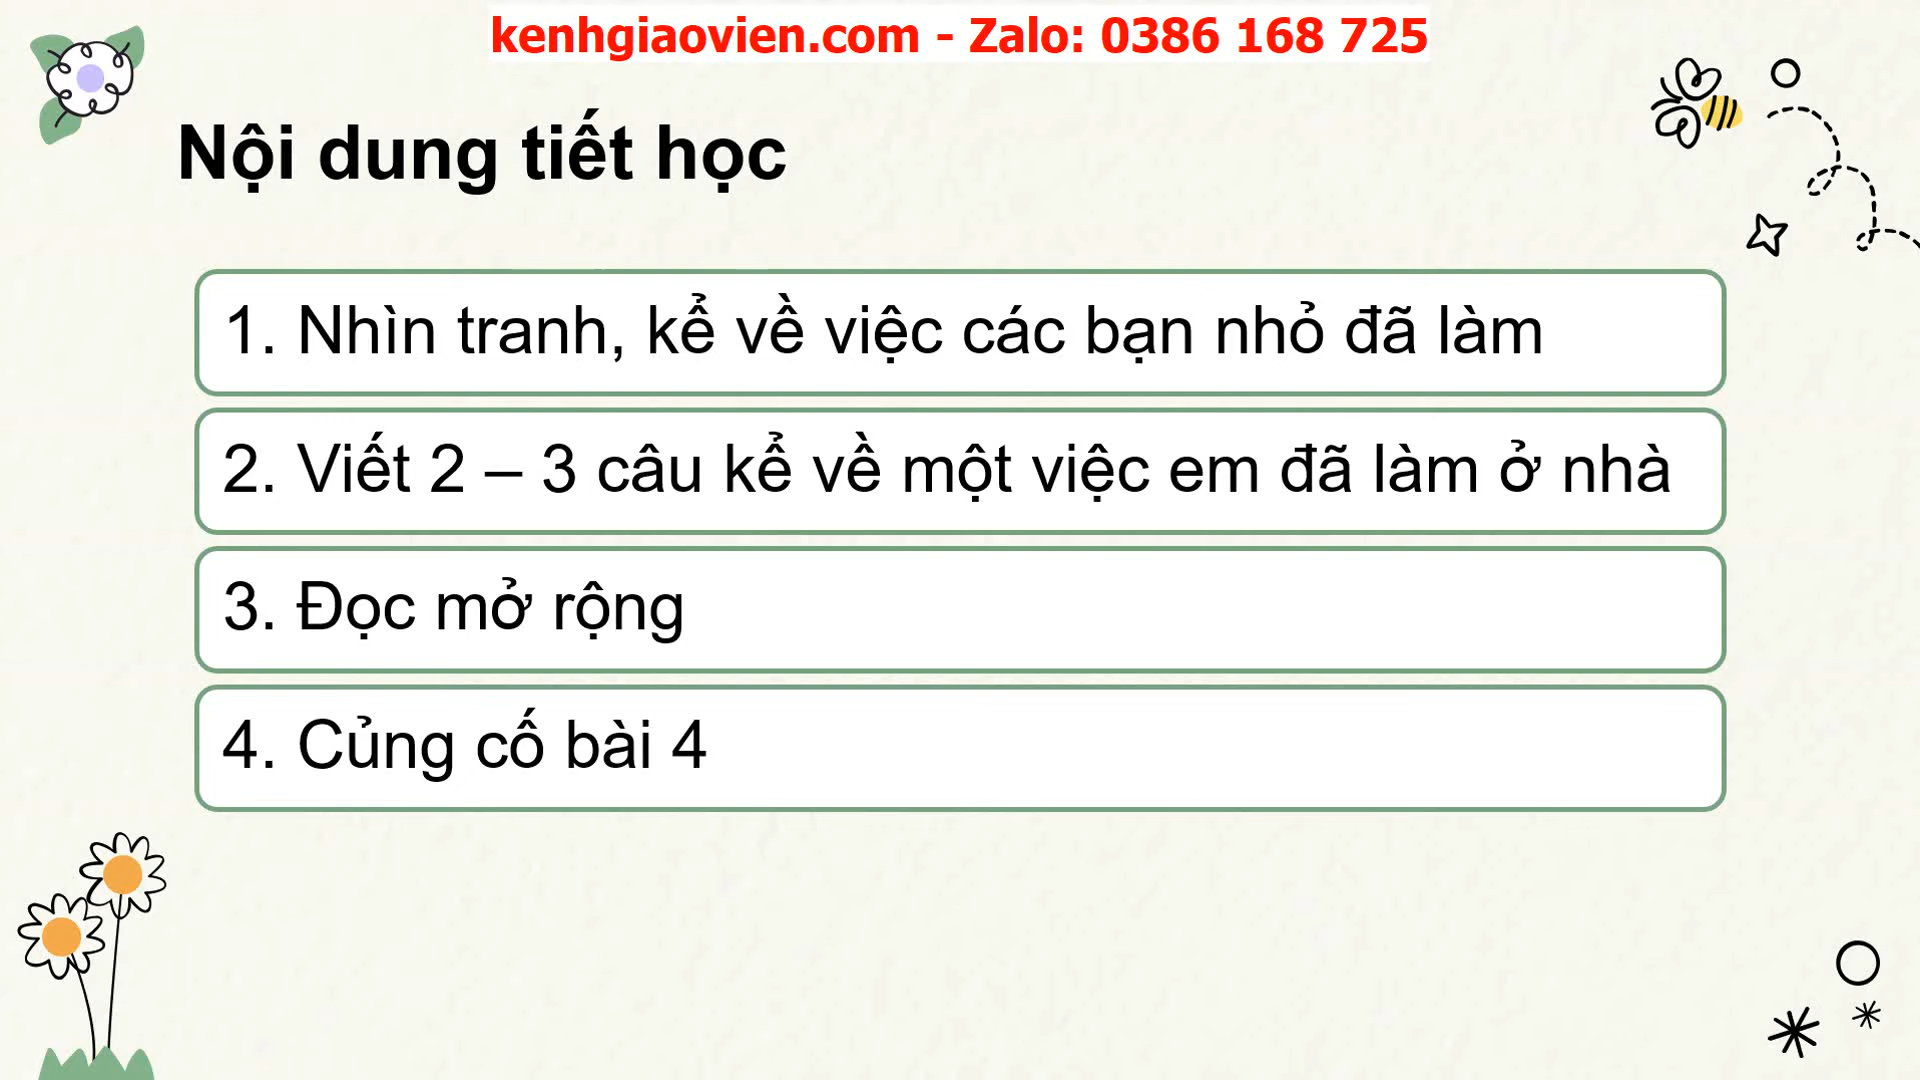 kenhgiaovien.com - Zalo: 0386 168 725
Nội dung tiết học
1. Nhìn tranh, kể về việc các bạn nhỏ đã làm
2. Viết 2 – 3 câu kể về một việc em đã làm ở nhà
3. Đọc mở rộng
4. Củng cố bài 4